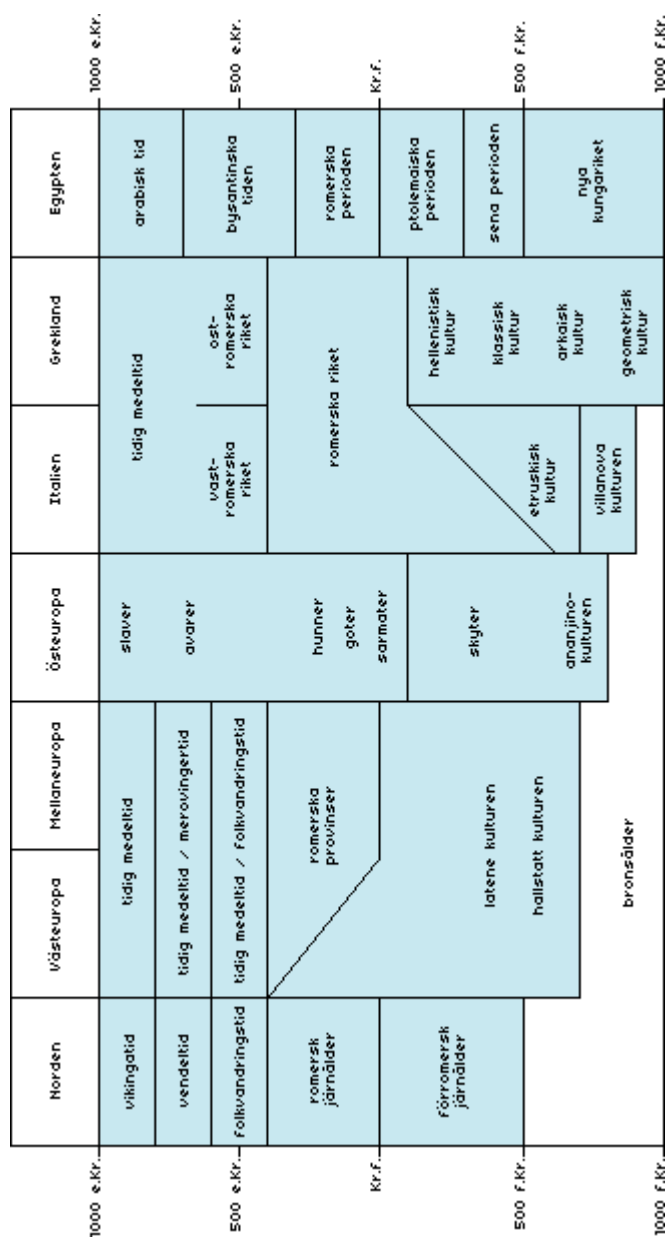 Norden
Västeuropa
Mellaneuropa
Östeuropa
Italien
Grekland
Egypten
1000 e.Kr.
1000 e.Kr.
vikingatid
tidig medeltid
slaver
tidig medeltid
arabisk tid
vendeltid
tidig medeltid / merovingertid
avarer
folkvandringstid
tidig medeltid / folkvandringstid
väst-
romerska
riket
öst-
romerska
riket
bysantinska
tiden
500 e.Kr.
500 e.Kr.
romersk
järnålder
romerska
provinser
hunner
goter
sarmater
romerska riket
romerska
perioden
Kr.f.
Kr.f.
förromersk
järnålder
latene kulturen
hallstatt kulturen
skyter
ananjino-
kulturen
etruskisk
kultur
villanova
kulturen
hellenistisk
kultur
klassisk
kultur
arkaisk
kultur
geometrisk
kultur
ptolemaiska
perioden
sena perioden
nya
kungariket
500 f.Kr.
500 f.Kr.
bronsålder
1000 f.Kr.
1000 f.Kr.